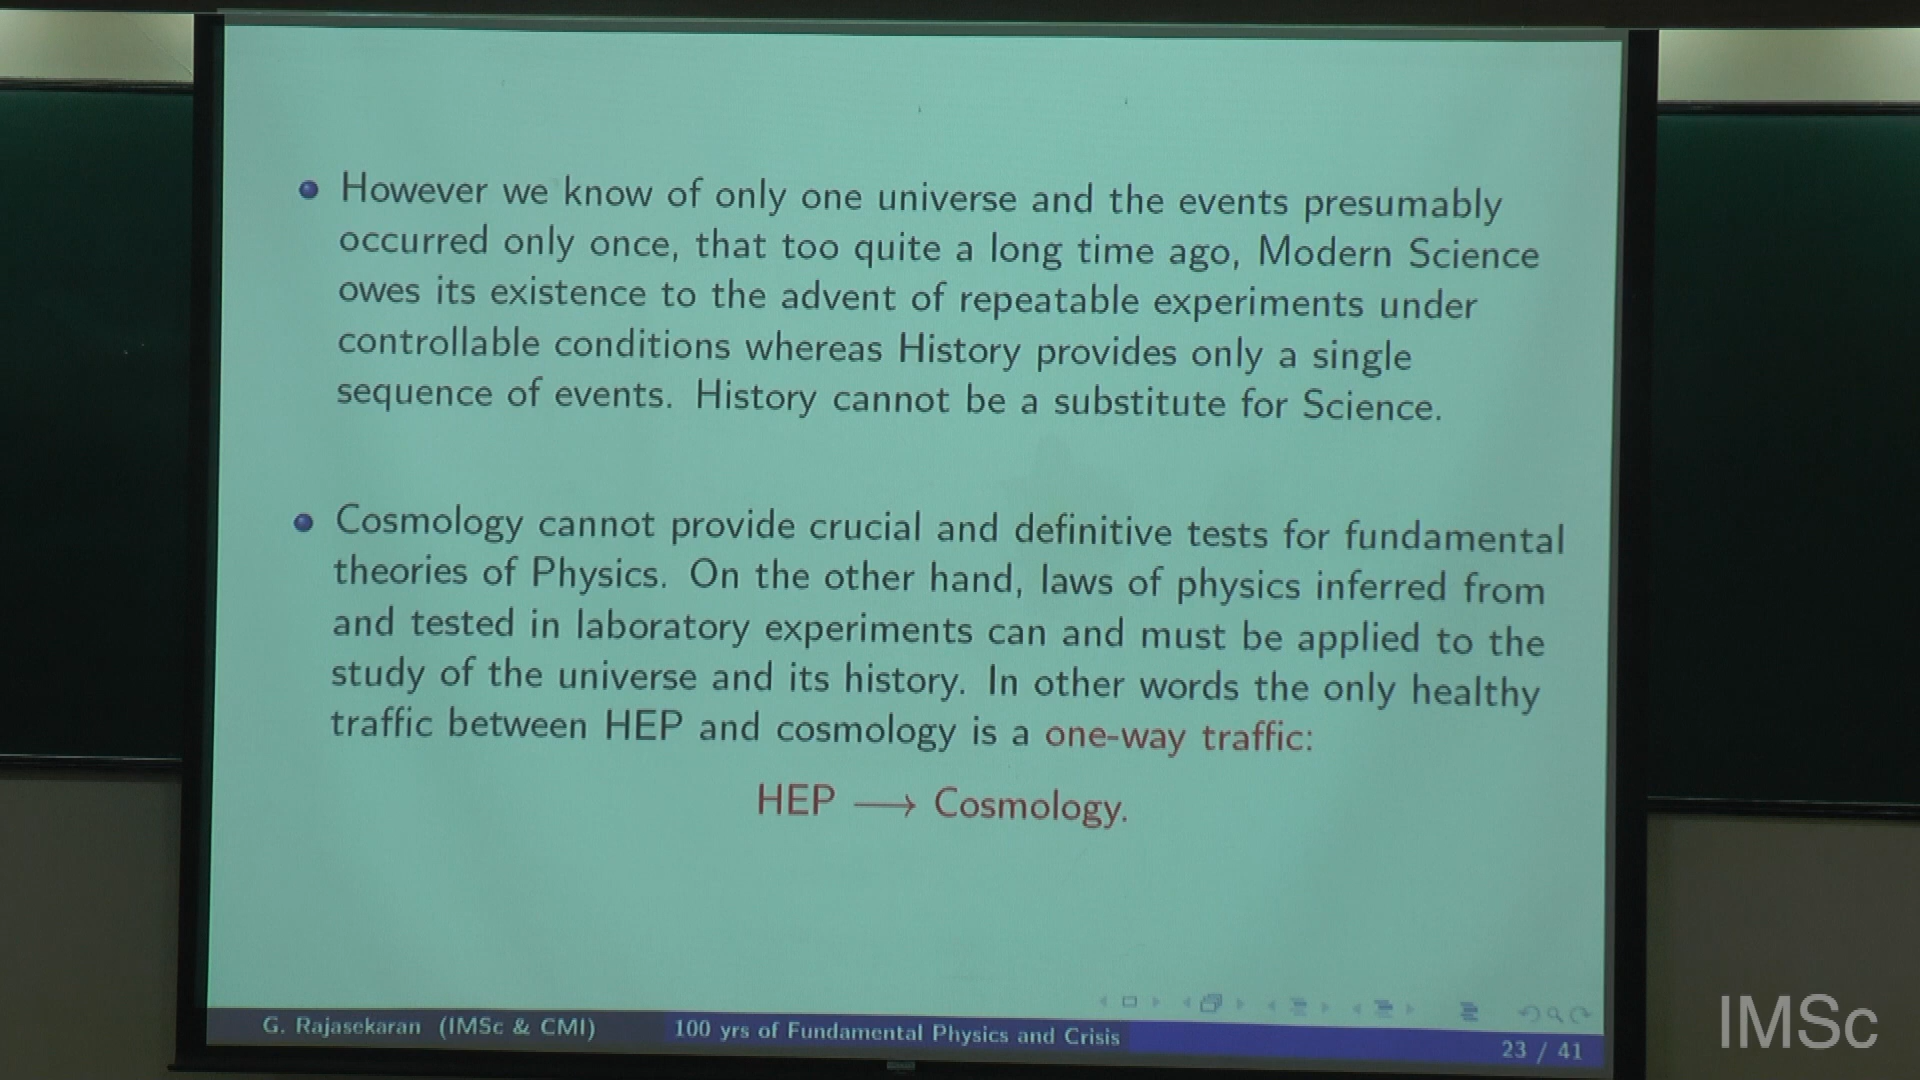 However we know of only one universe and the events presumably
occurred only once, that too quite a long time ago, Modern Science
owes its existence to the advent of repeatable experiments under
controllable conditions whereas History provides only a single
sequence of events. History cannot be a substitute for Science.
Cosmology cannot provide crucial and definitive tests for fundamental
theories of Physics. On the other hand, laws of physics inferred from
and tested in laboratory experiments can and must be applied to the
study of the universe and its history. In other words the only healthy
traffic between HEP and cosmology is a one-way traffic:
HEP ⟶ Cosmology.
G. Rajasekaran (IMSc & CMI) 100 yrs of Fundamental Physics and Crisis 23 / 41
IMSc